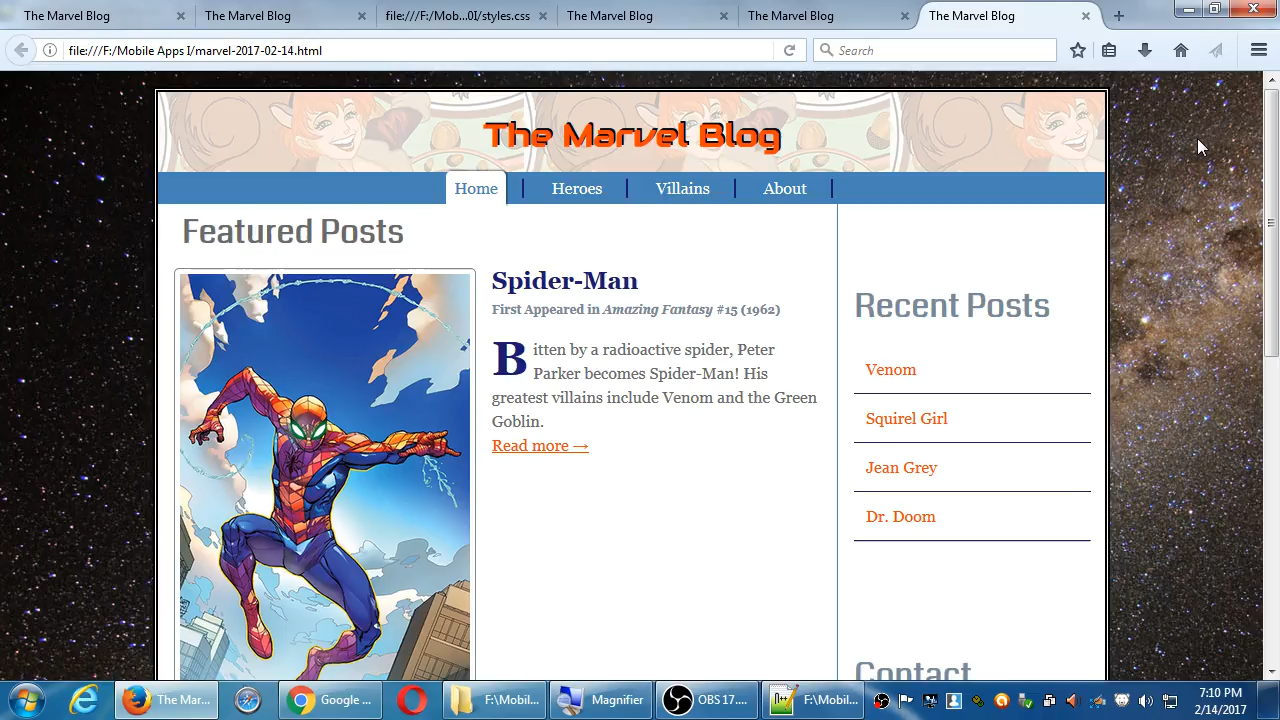 The Marvel Blog
The Marvel Blog
file:///F:/Mob...0I/styles.css
The Marvel Blog
The Marvel Blog
The Marvel Blog
file:///F:/Mobile Apps I/marvel-2017-02-14.html
Search
The Marvel Blog
Home
Heroes
Villains
About
Featured Posts
Spider-Man
First Appeared in Amazing Fantasy #15 (1962)
Bitten by a radioactive spider, Peter
Parker becomes Spider-Man! His
greatest villains include Venom and the Green
Goblin.
Read more →
Recent Posts
Venom
Squirel Girl
Jean Grey
Dr. Doom
Contact
The Mar...
Google ...
F:\Mobil...
Magnifier
OBS 17....
F:\Mobil...
7:10 PM
2/14/2017